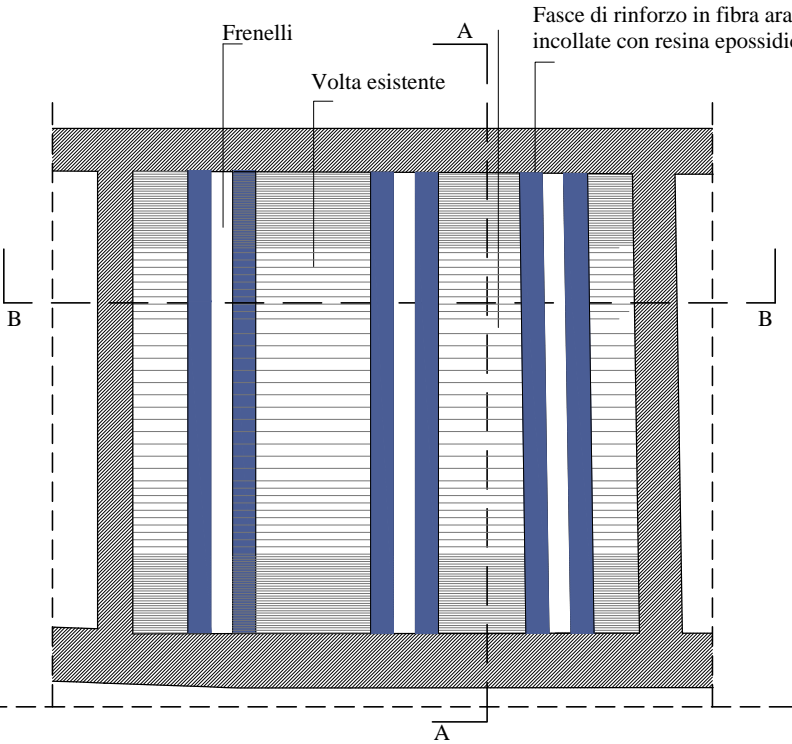 Fasce di rinforzo in fibra
incollate con resina
Frenelli
A
Volta esistente
B
B
A